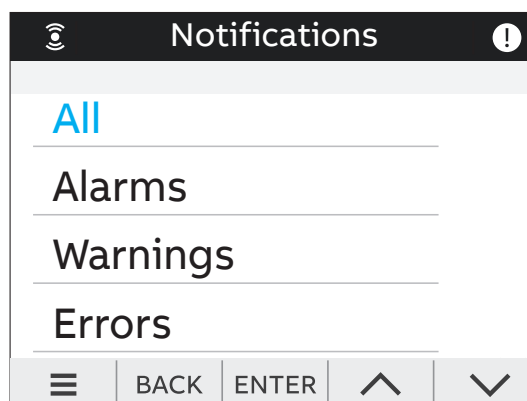 Notifications
All
Alarms
Warnings
Errors
BACK ENTER